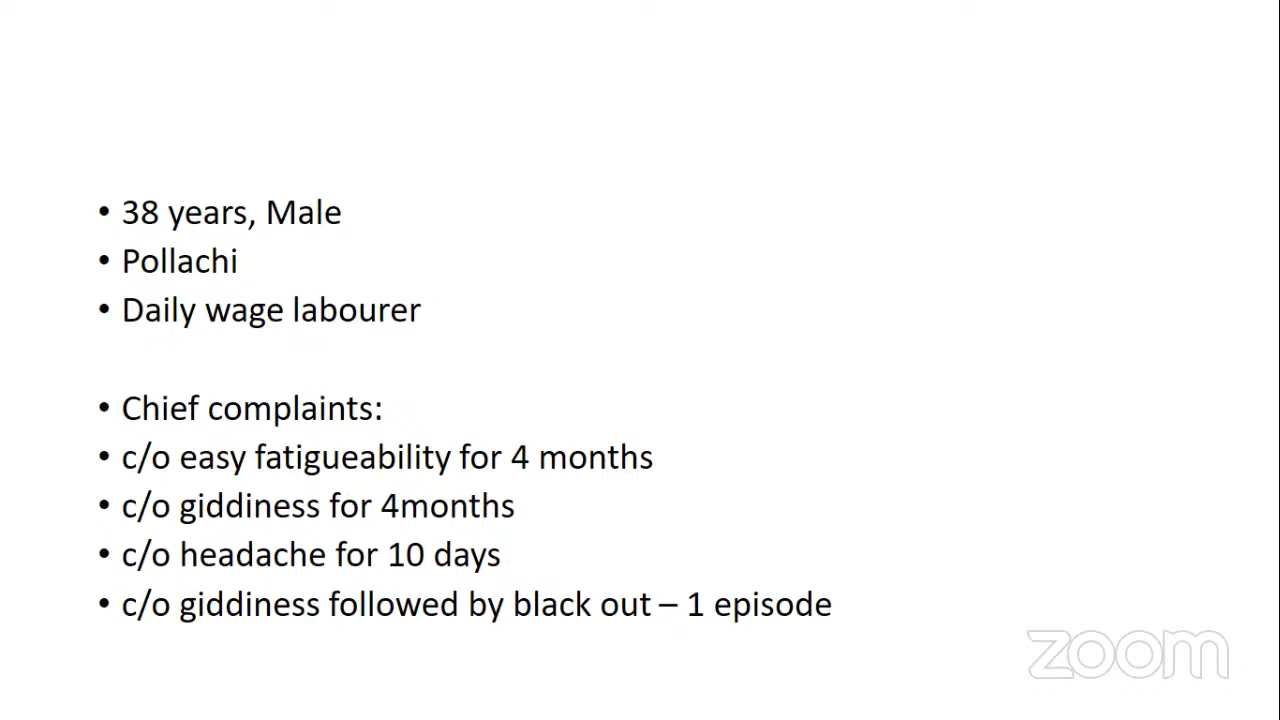 • 38 years, Male
• Pollachi
• Daily wage labourer
• Chief complaints:
• c/o easy fatigueability for 4 months
• c/o giddiness for 4months
• c/o headache for 10 days
• c/o giddiness followed by black out – 1 episode
zoom